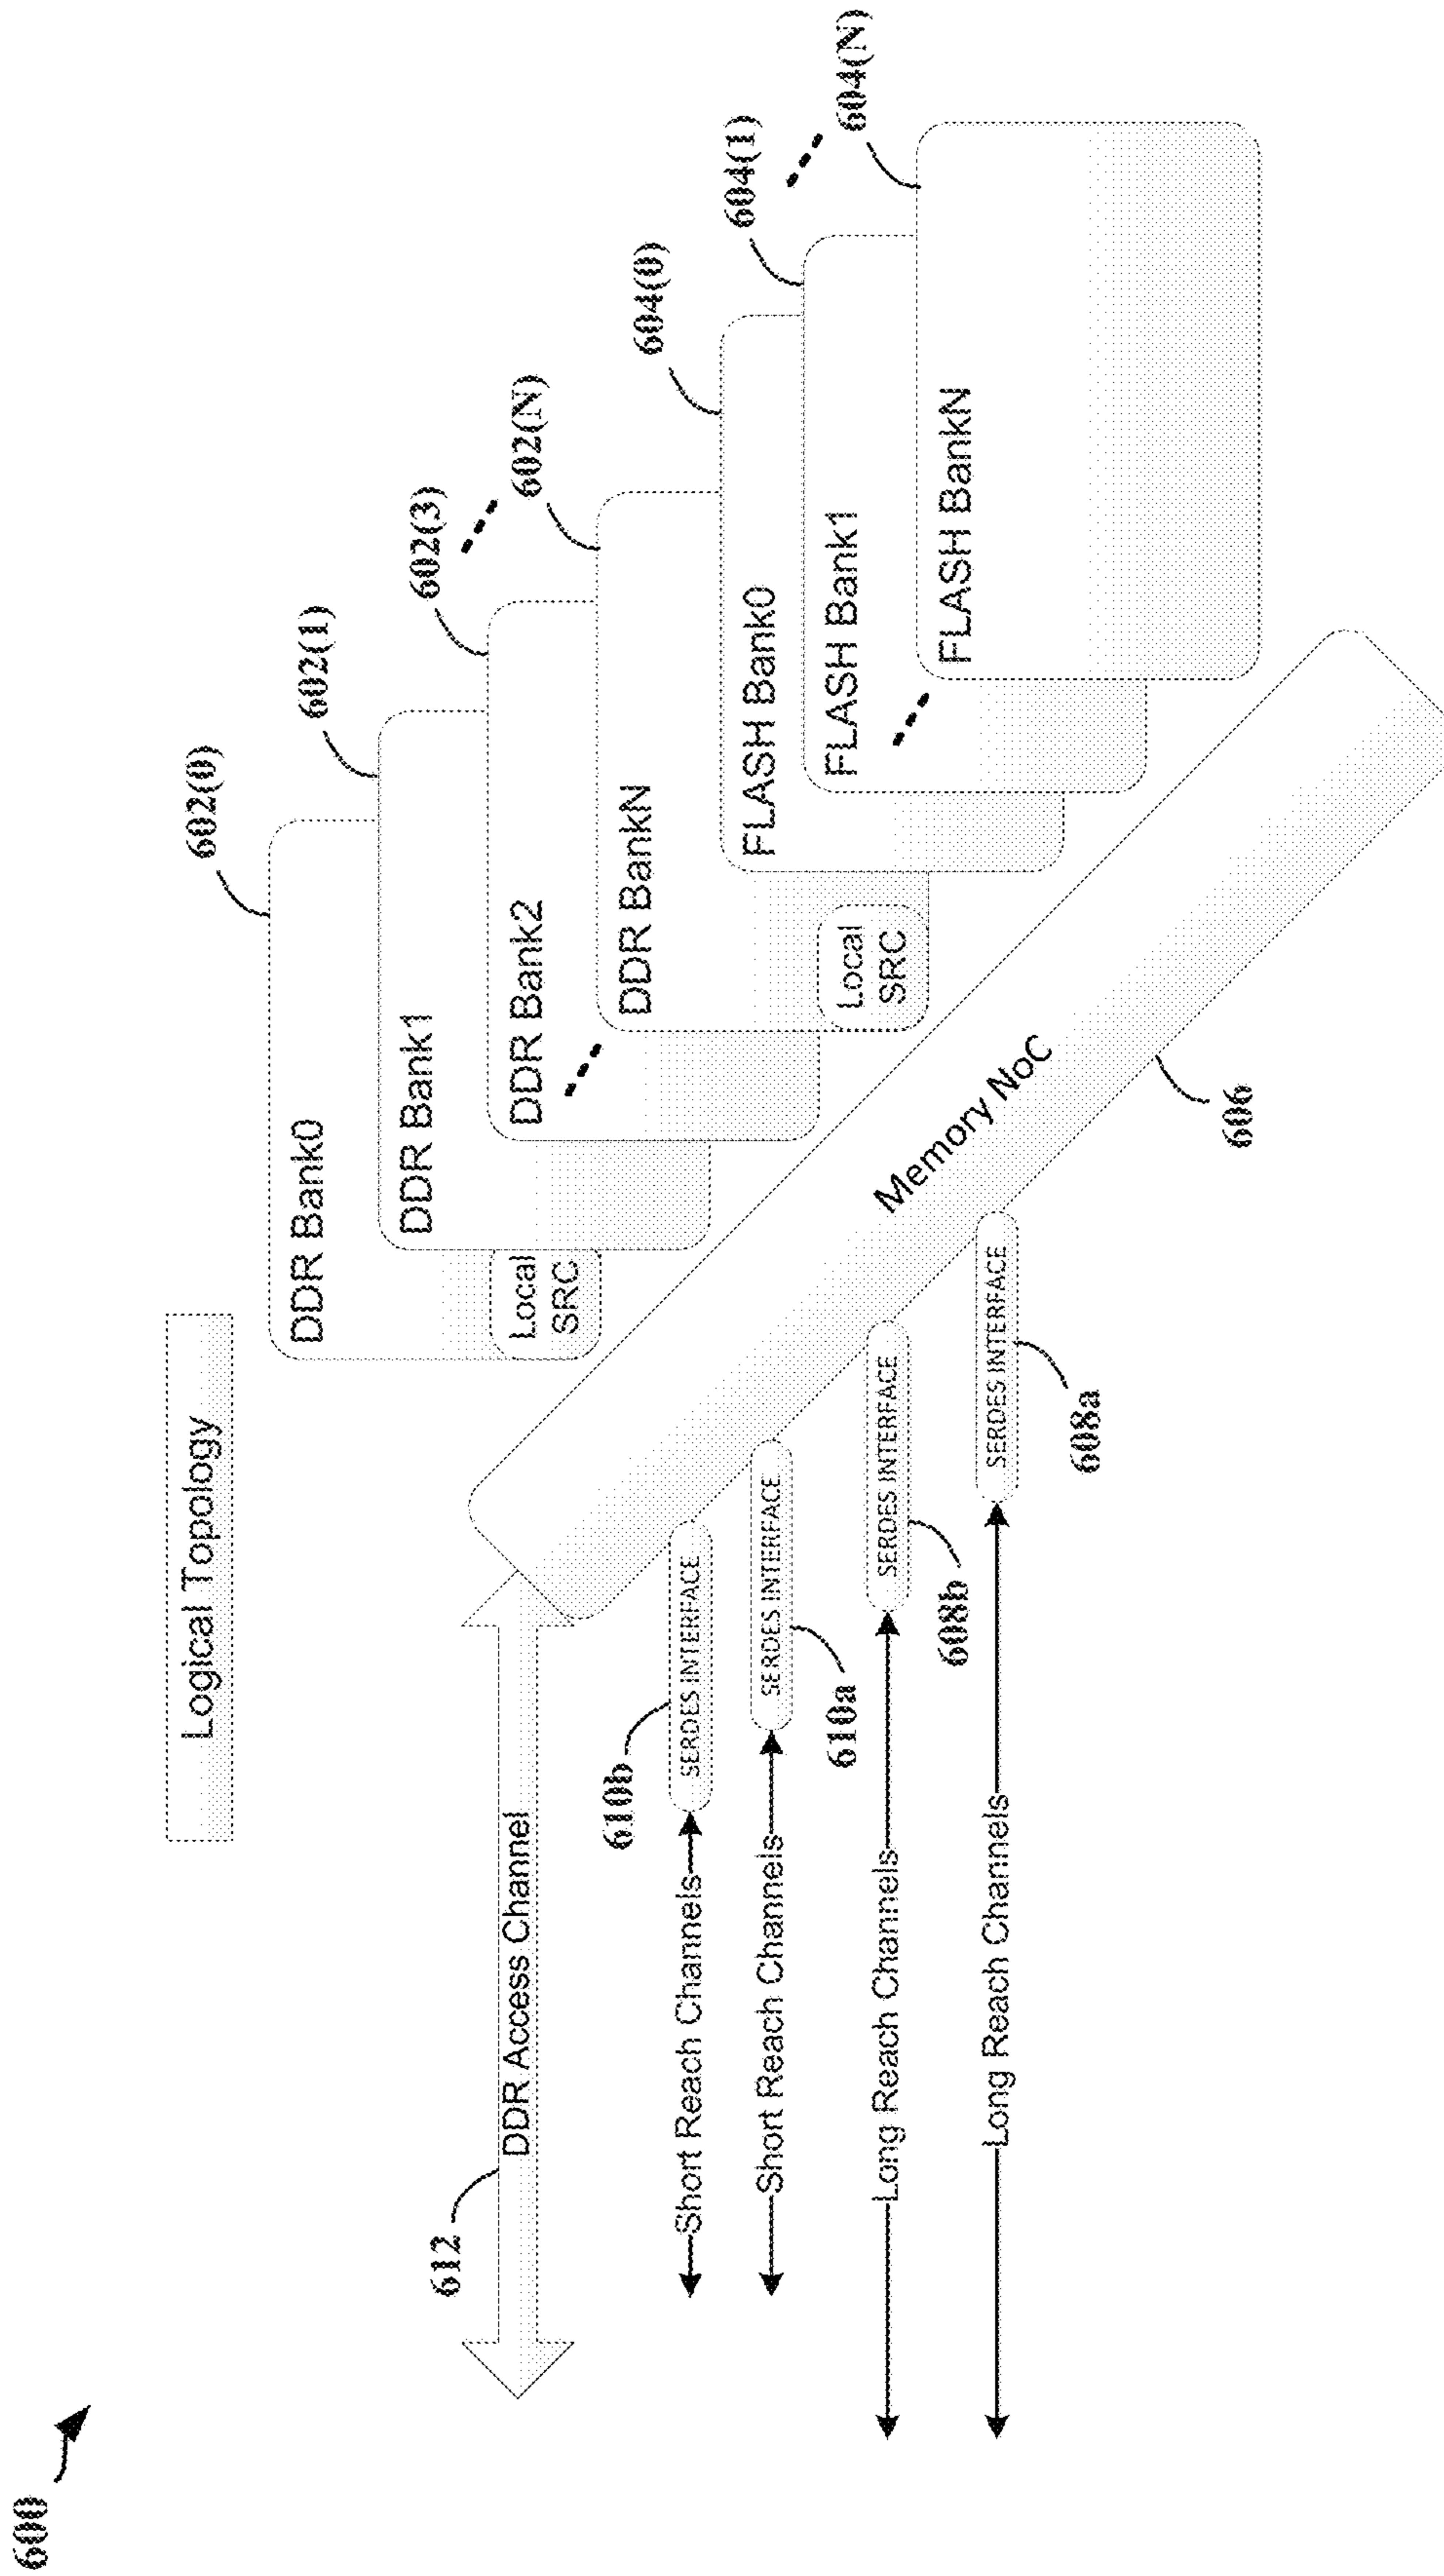 600
Logical Topology
602(0)
602(1)
602(3)
602(N)
604(0)
604(1)
604(N)
DDR Bank0
DDR Bank1
DDR Bank2
DDR BankN
FLASH Bank0
FLASH Bank1
FLASH BankN
Local
SRC
Local
SRC
612
DDR Access Channel
Memory NoC
606
610b
Short Reach Channels
SERDES INTERFACE
Short Reach Channels
SERDES INTERFACE
610a
Long Reach Channels
SERDES INTERFACE
608b
Long Reach Channels
SERDES INTERFACE
608a